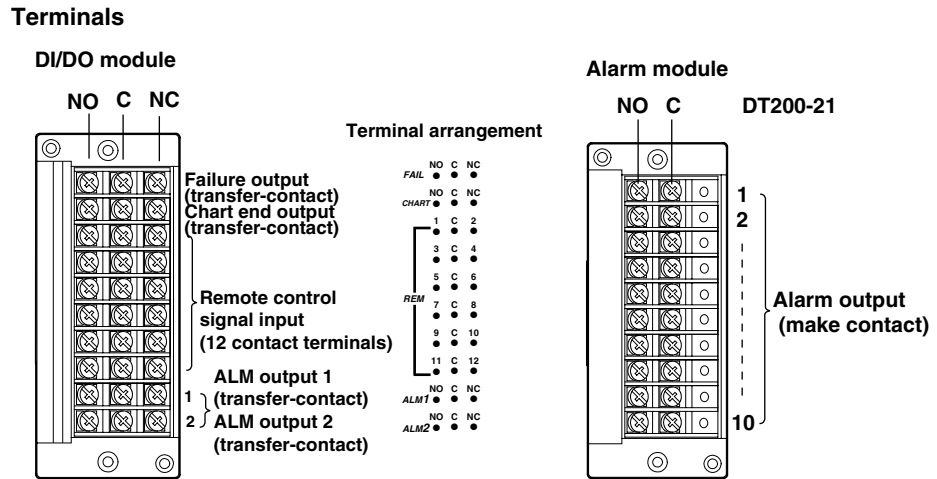 Terminals
DI/DO module
NO C NC
Failure output
(transfer-contact)
Chart end output
(transfer-contact)
Remote control
signal input
(12 contact terminals)
ALM output 1
(transfer-contact)
1
2
ALM output 2
(transfer-contact)
Terminal arrangement
NO C NC
FAIL
NO C NC
CHART
1 C 2
3 C 4
5 C 6
REM
7 C 8
9 C 10
11 C 12
NO C NC
ALM1
NO C NC
ALM2
Alarm module
NO C DT200-21
1
2
10
Alarm output
(make contact)